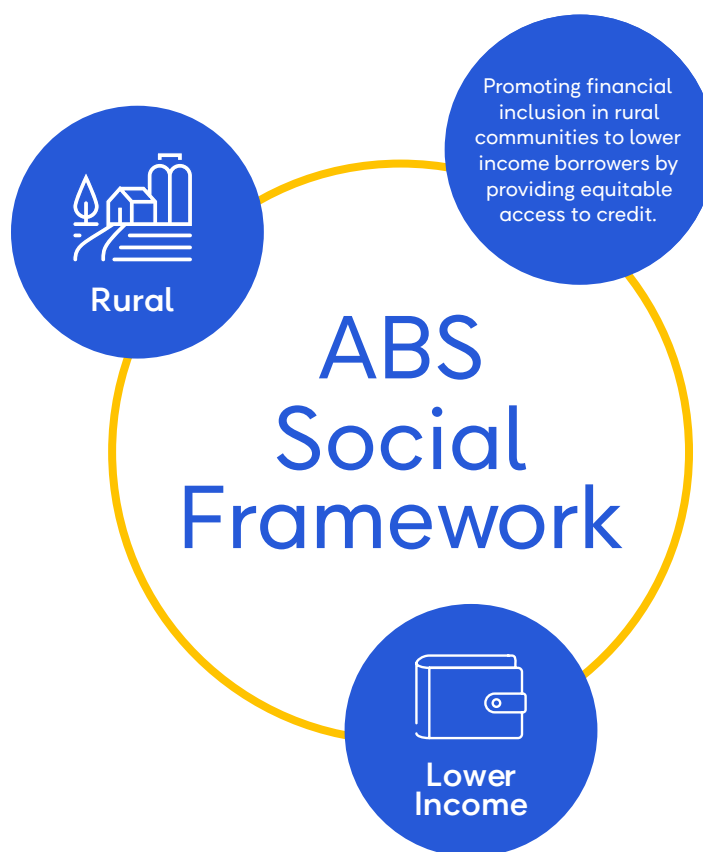 Promoting financial
inclusion in rural
communities to lower
income borrowers by
providing equitable
access to credit.
Rural
ABS
Social
Framework
Lower
Income